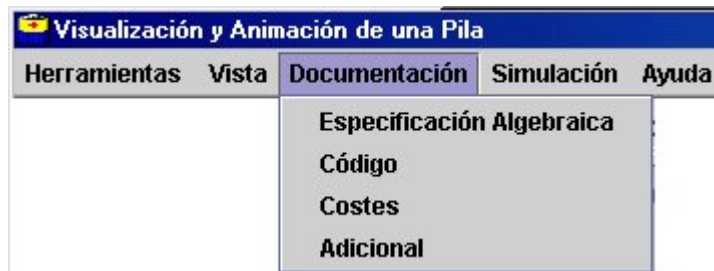 Visualización y Animación de una Pila
Herramientas Vista Documentación Simulación Ayuda
Especificación Algebraica
Código
Costes
Adicional